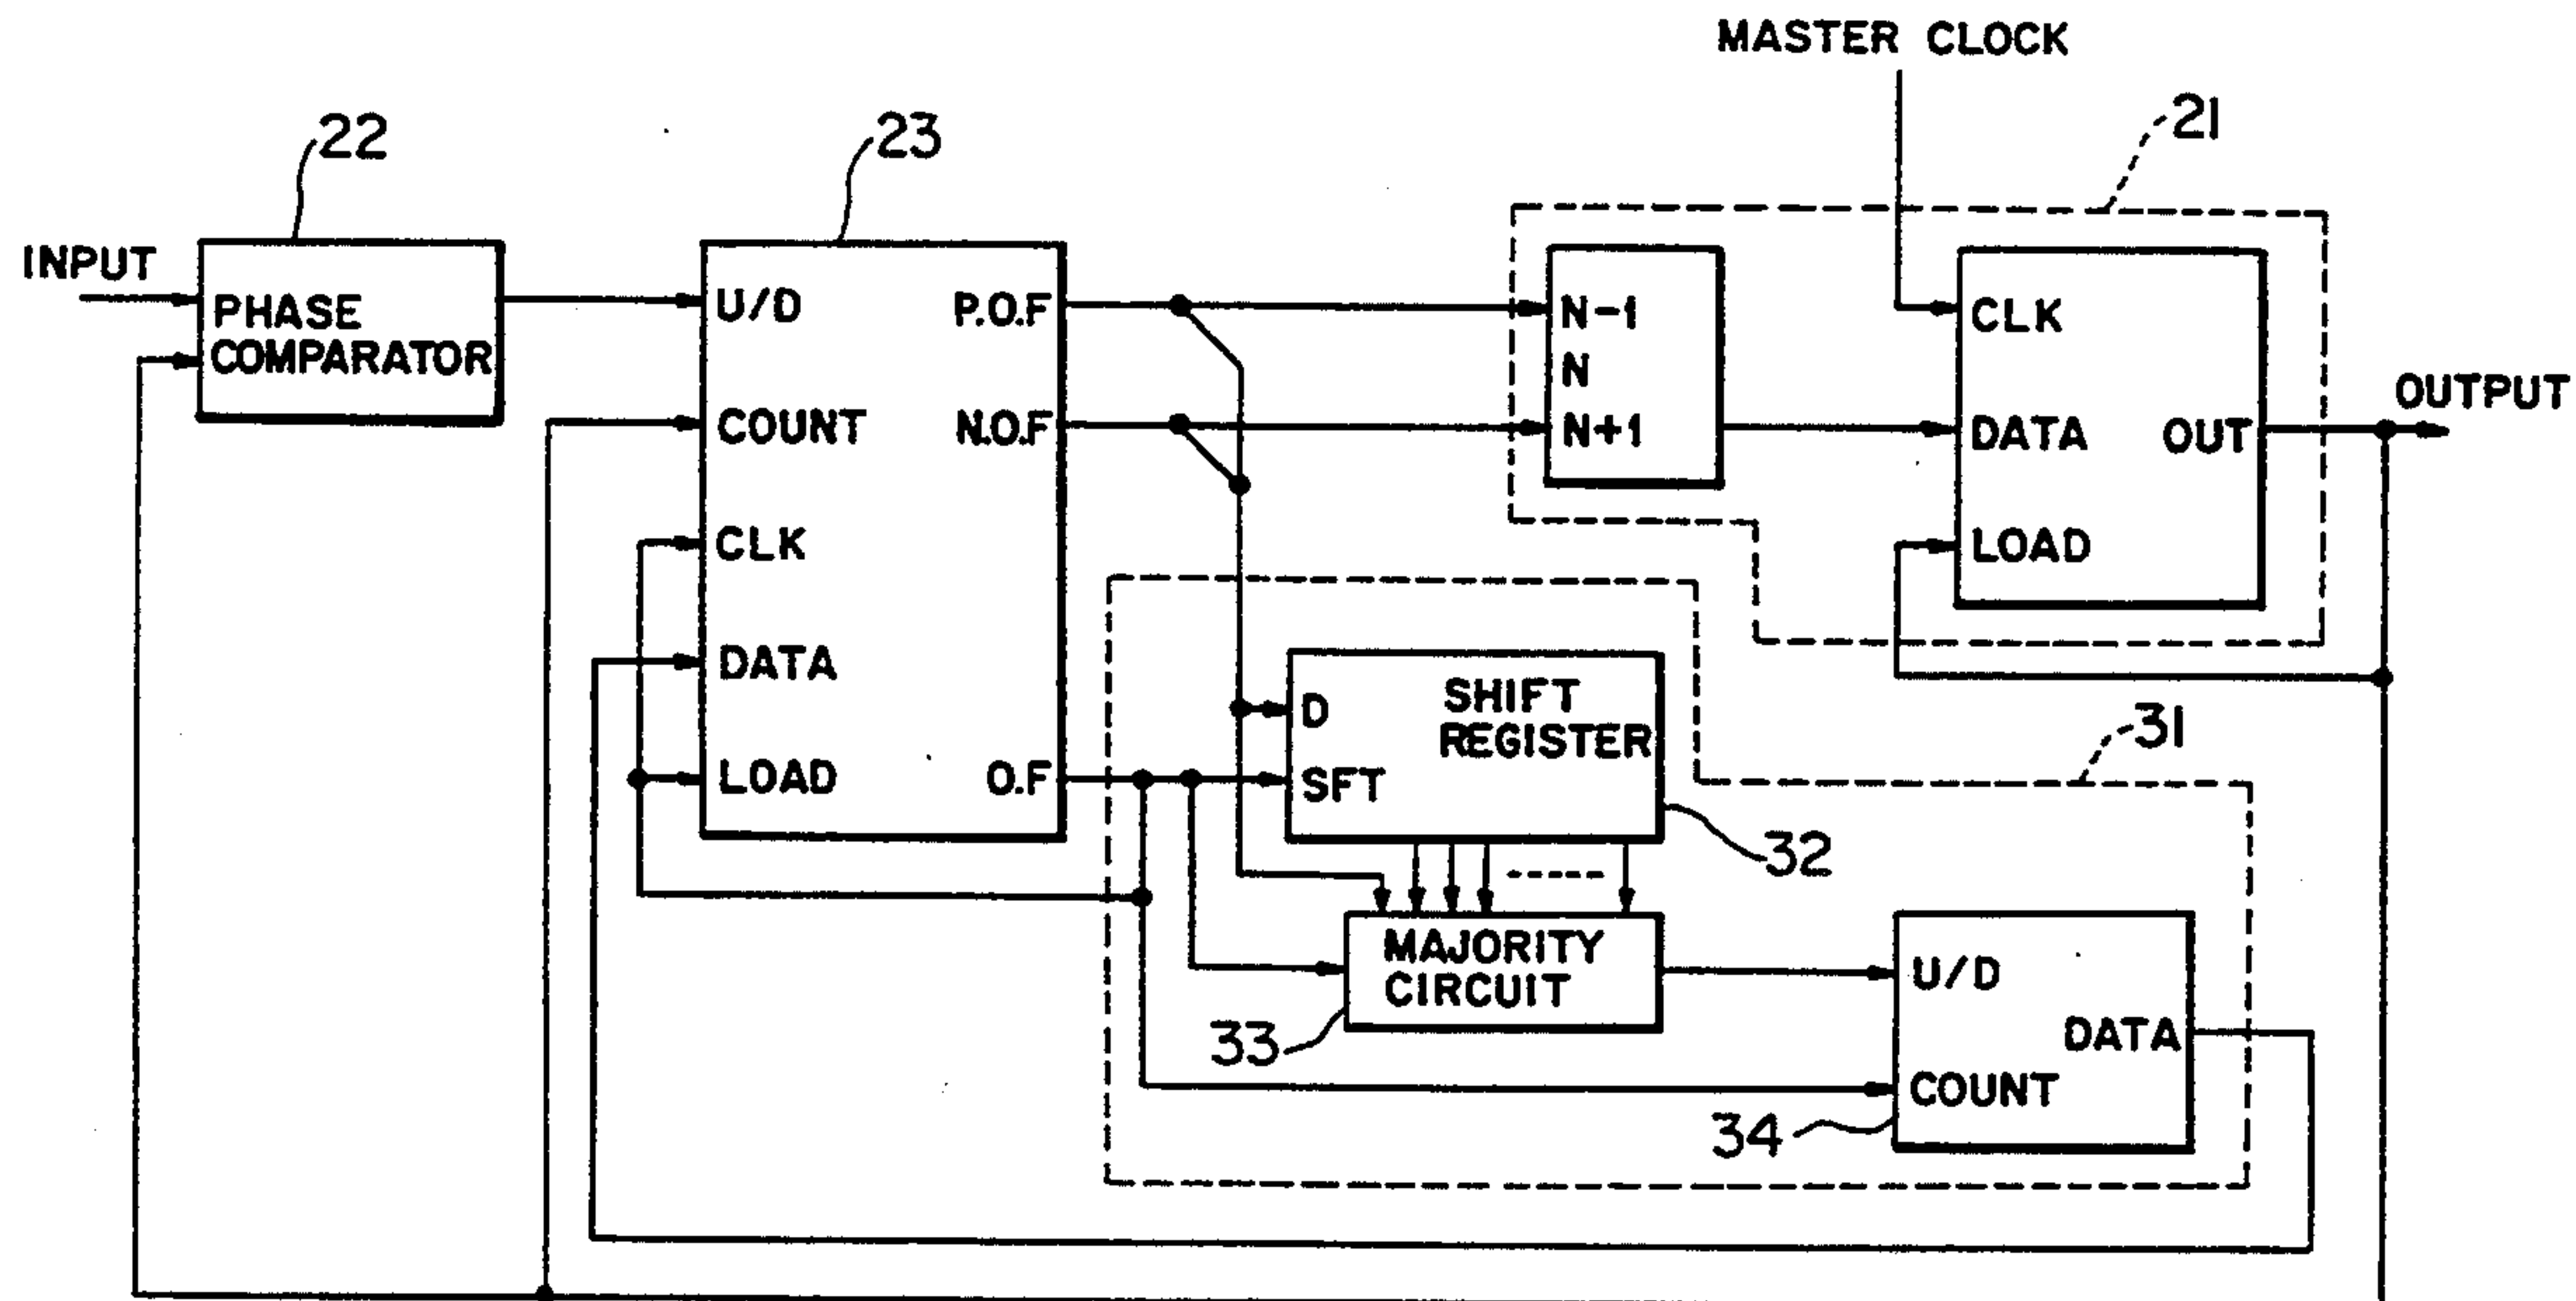 MASTER CLOCK
22
23
21
INPUT
PHASE
COMPARATOR
U/D
COUNT
CLK
DATA
LOAD
P.O.F
N.O.F
O.F
N-1
N
N+1
CLK
DATA
LOAD
OUT
OUTPUT
31
D
SFT
SHIFT
REGISTER
32
MAJORITY
CIRCUIT
33
U/D
DATA
COUNT
34